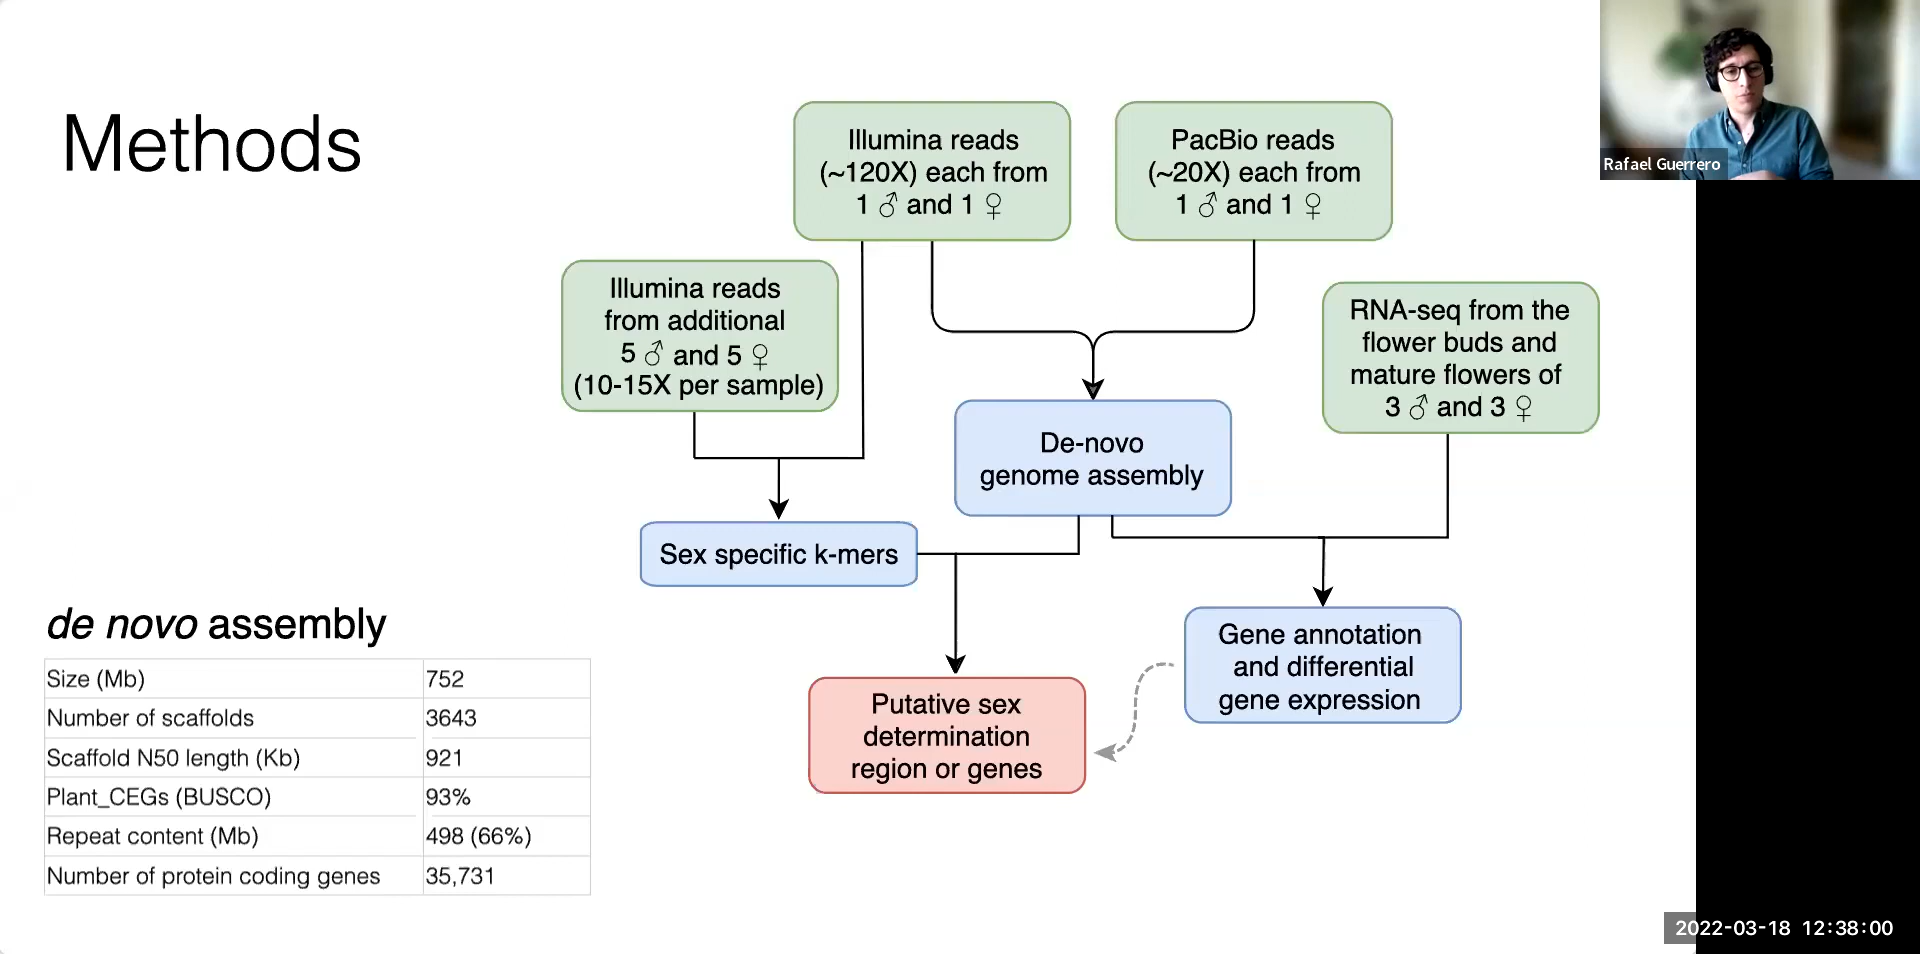 Methods
Illumina reads
(~120X) each from
1 ♂ and 1 ♀
PacBio reads
(~20X) each from
1 ♂ and 1 ♀
Rafael Guerrero
Illumina reads
from additional
5 ♂ and 5 ♀
(10-15X per sample)
RNA-seq from the
flower buds and
mature flowers of
3 ♂ and 3 ♀
De-novo
genome assembly
Sex specific k-mers
Gene annotation
and differential
gene expression
Putative sex
determination
region or genes
de novo assembly
Size (Mb) 752
Number of scaffolds 3643
Scaffold N50 length (Kb) 921
Plant_CEGs (BUSCO) 93%
Repeat content (Mb) 498 (66%)
Number of protein coding genes 35,731
2022-03-18 12:38:00